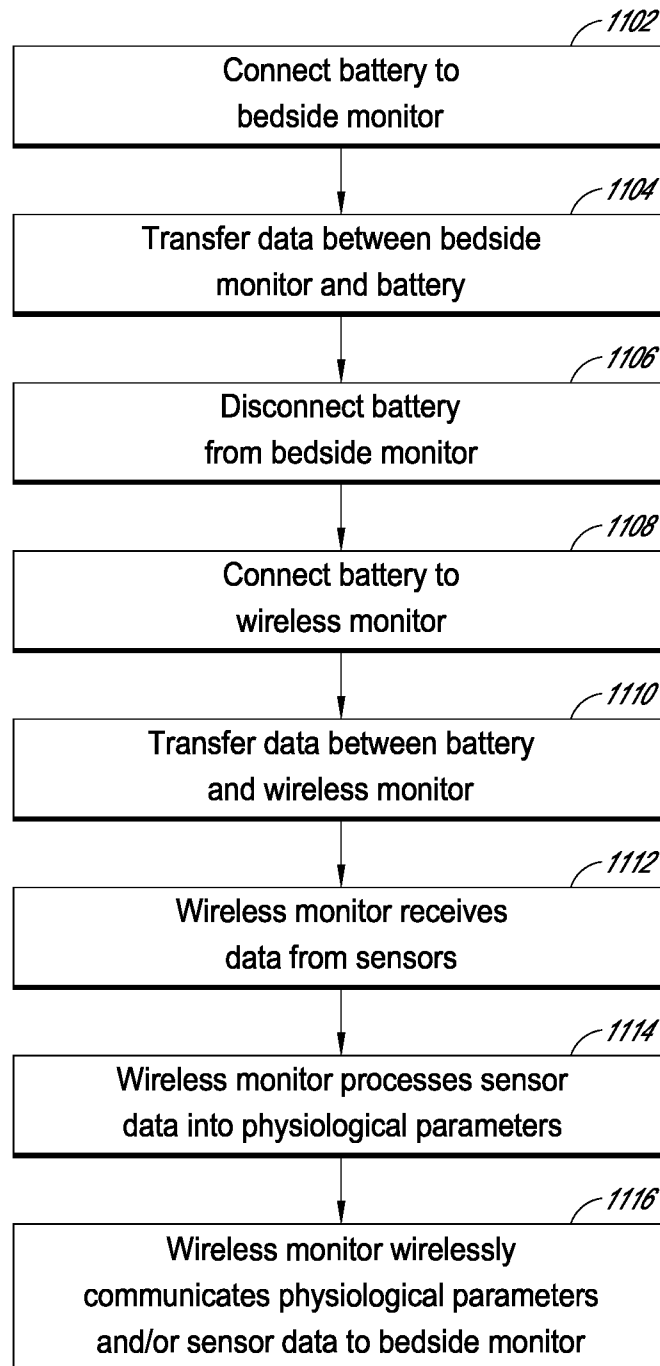 1102
Connect battery to
bedside monitor
1104
Transfer data between bedside
monitor and battery
1106
Disconnect battery
from bedside monitor
1108
Connect battery to
wireless monitor
1110
Transfer data between battery
and wireless monitor
1112
Wireless monitor receives
data from sensors
1114
Wireless monitor processes sensor
data into physiological parameters
1116
Wireless monitor wirelessly
communicates physiological parameters
and/or sensor data to bedside monitor